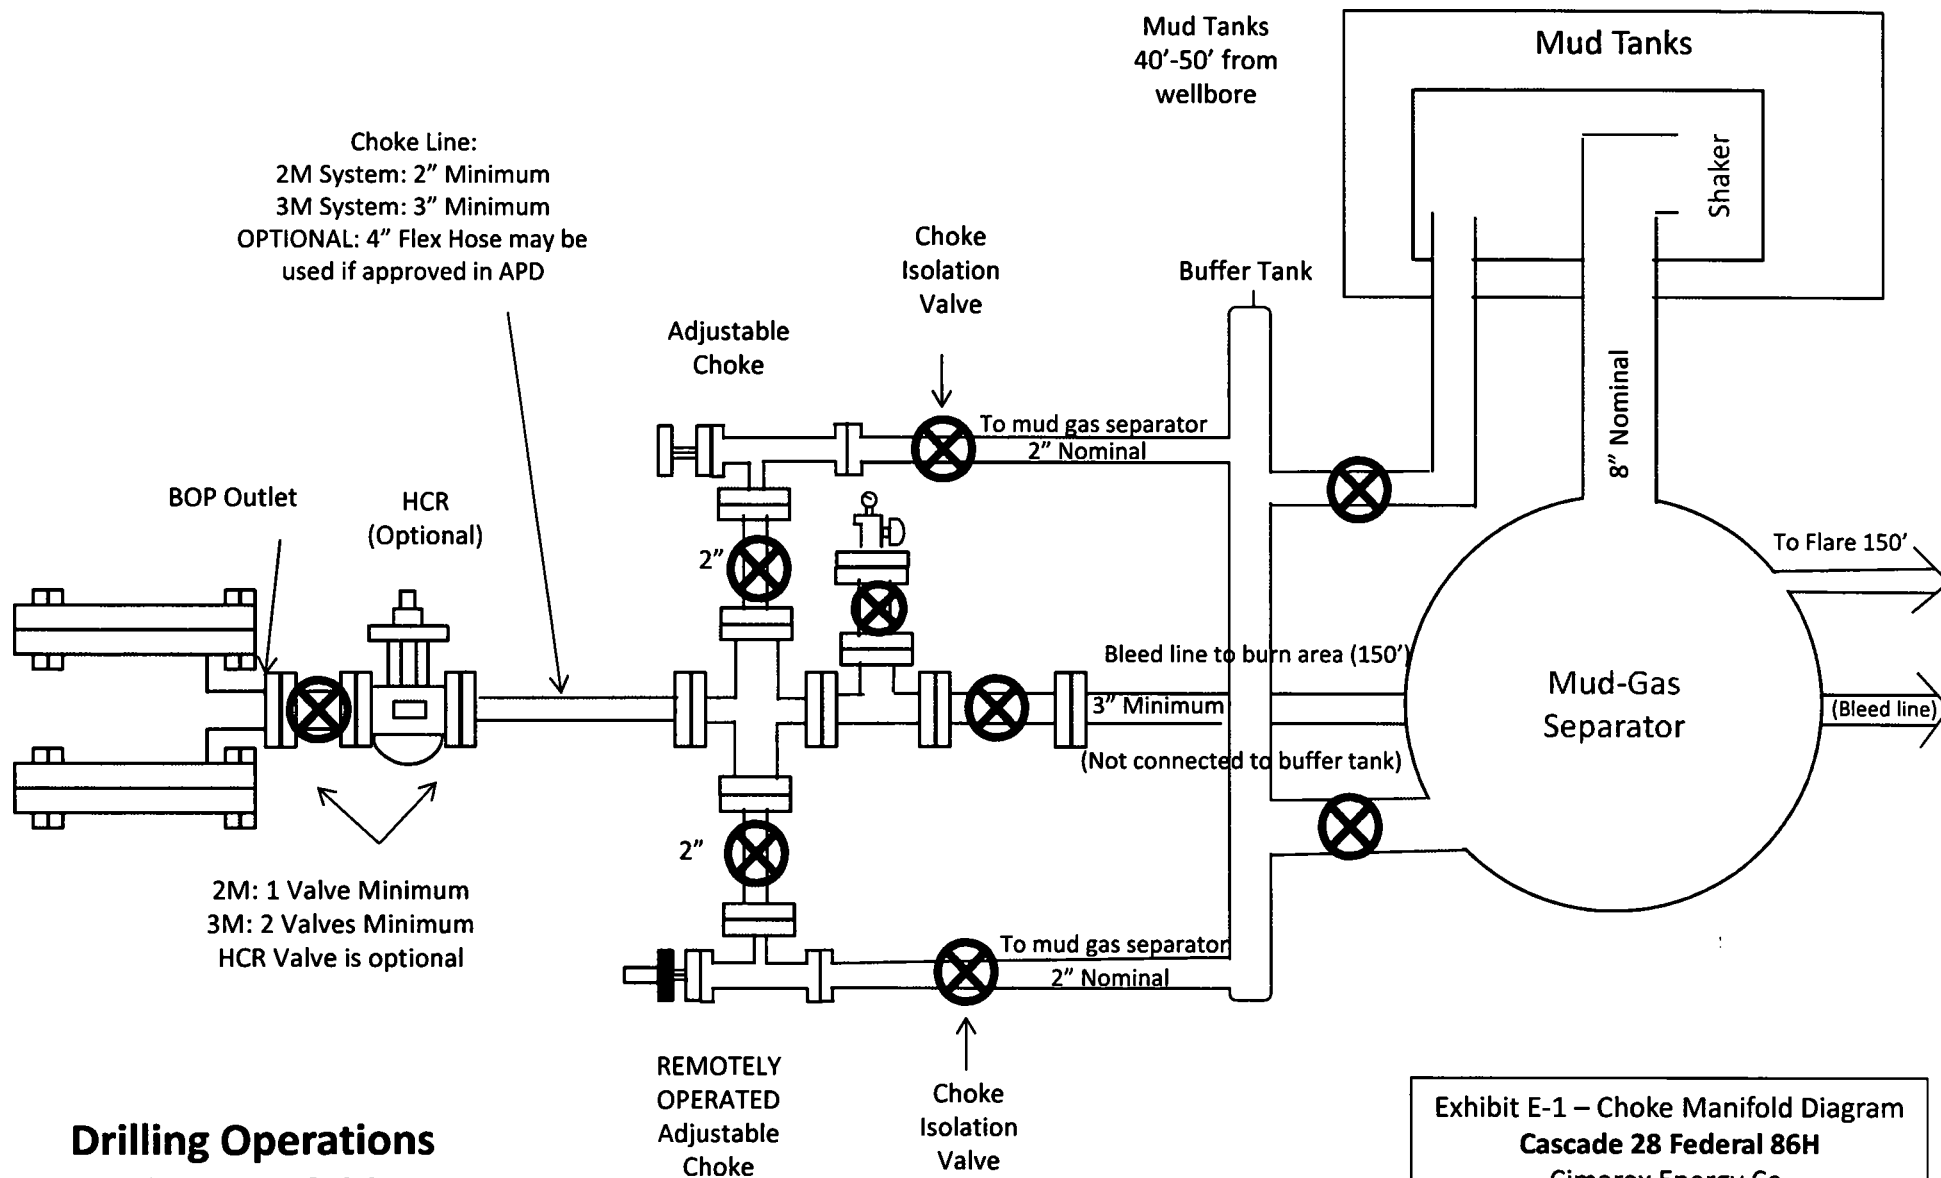 Mud Tanks
40’-50’ from
wellbore
Mud Tanks
Shaker
Choke Line:
2M System: 2” Minimum
3M System: 3” Minimum
OPTIONAL: 4” Flex Hose may be
used if approved in APD
Choke
Isolation
Valve
Buffer Tank
Adjustable
Choke
8” Nominal
To mud gas separator
2” Nominal
BOP Outlet
HCR
(Optional)
2”
To Flare 150’
Bleed line to burn area (150’)
3” Minimum
(Not connected to buffer tank)
Mud-Gas
Separator
(Bleed line)
2”
2M: 1 Valve Minimum
3M: 2 Valves Minimum
HCR Valve is optional
To mud gas separator
2” Nominal
REMOTELY
OPERATED
Adjustable
Choke
Choke
Isolation
Valve
Drilling Operations
Exhibit E-1 – Choke Manifold Diagram
Cascade 28 Federal 86H
Cimarex Energy Co.